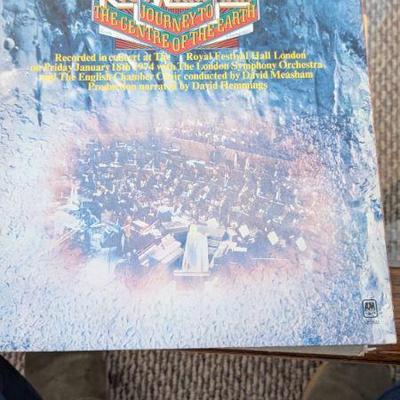 JOURNEY TO
THE CENTRE OF THE EARTH
Recorded in concert at The Royal Festival Hall London
on Friday January 18th 1974 with The London Symphony Orchestra
and The English Chamber Choir conducted by David Measham
Production narrated by David Hemmings
A&M